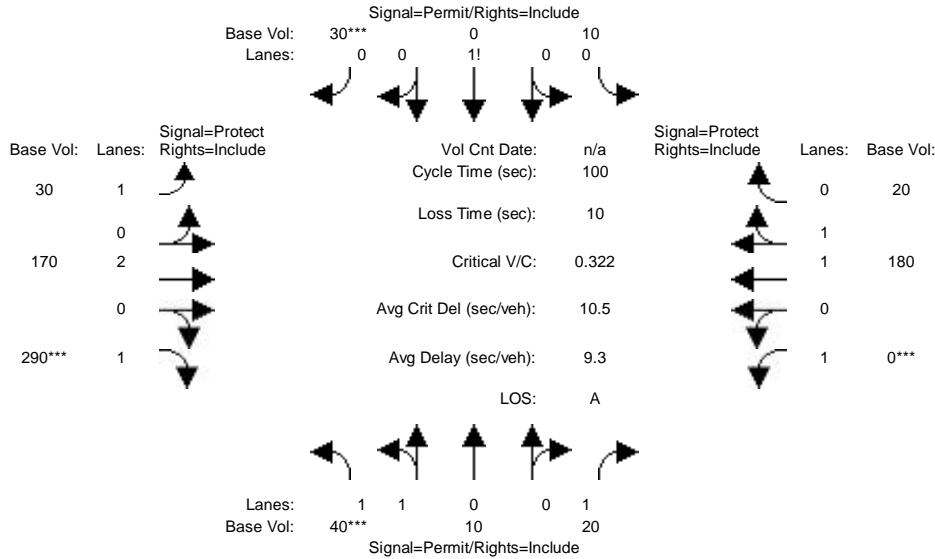 Signal=Permit/Rights=Include
Base Vol: 30*** 0 10
Lanes: 0 0 1! 0 0
Signal=Protect
Base Vol: Lanes: Rights=Include
Vol Cnt Date: n/a
Signal=Protect
Rights=Include Lanes: Base Vol:
Cycle Time (sec): 100
30 1
0 20
Loss Time (sec): 10
0
1
170 2
Critical V/C: 0.322
1 180
0
Avg Crit Del (sec/veh): 10.5
0
290*** 1
Avg Delay (sec/veh): 9.3
1 0***
LOS: A
Lanes: 1 1 0 0 1
Base Vol: 40*** 10 20
Signal=Permit/Rights=Include